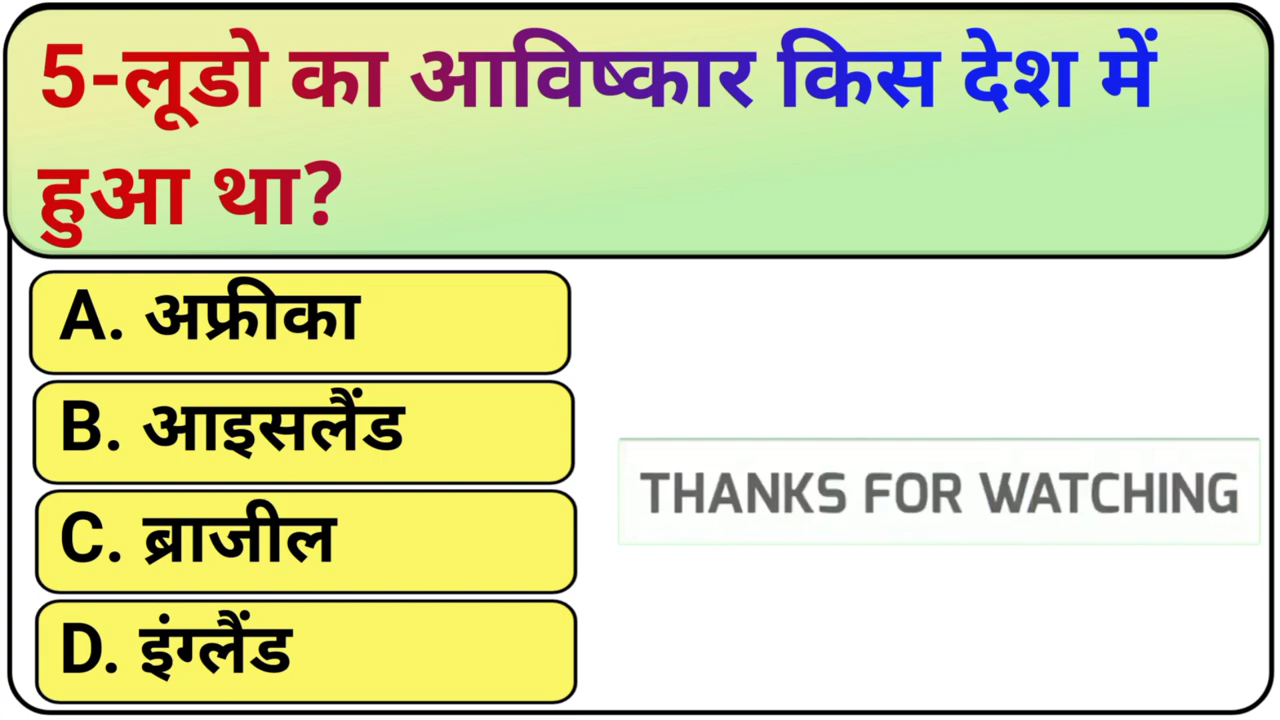 5-लूडो का आविष्कार किस देश में
हुआ था?
A. अफ्रीका
B. आइसलैंड
C. ब्राजील
D. इंग्लैंड
THANKS FOR WATCHING